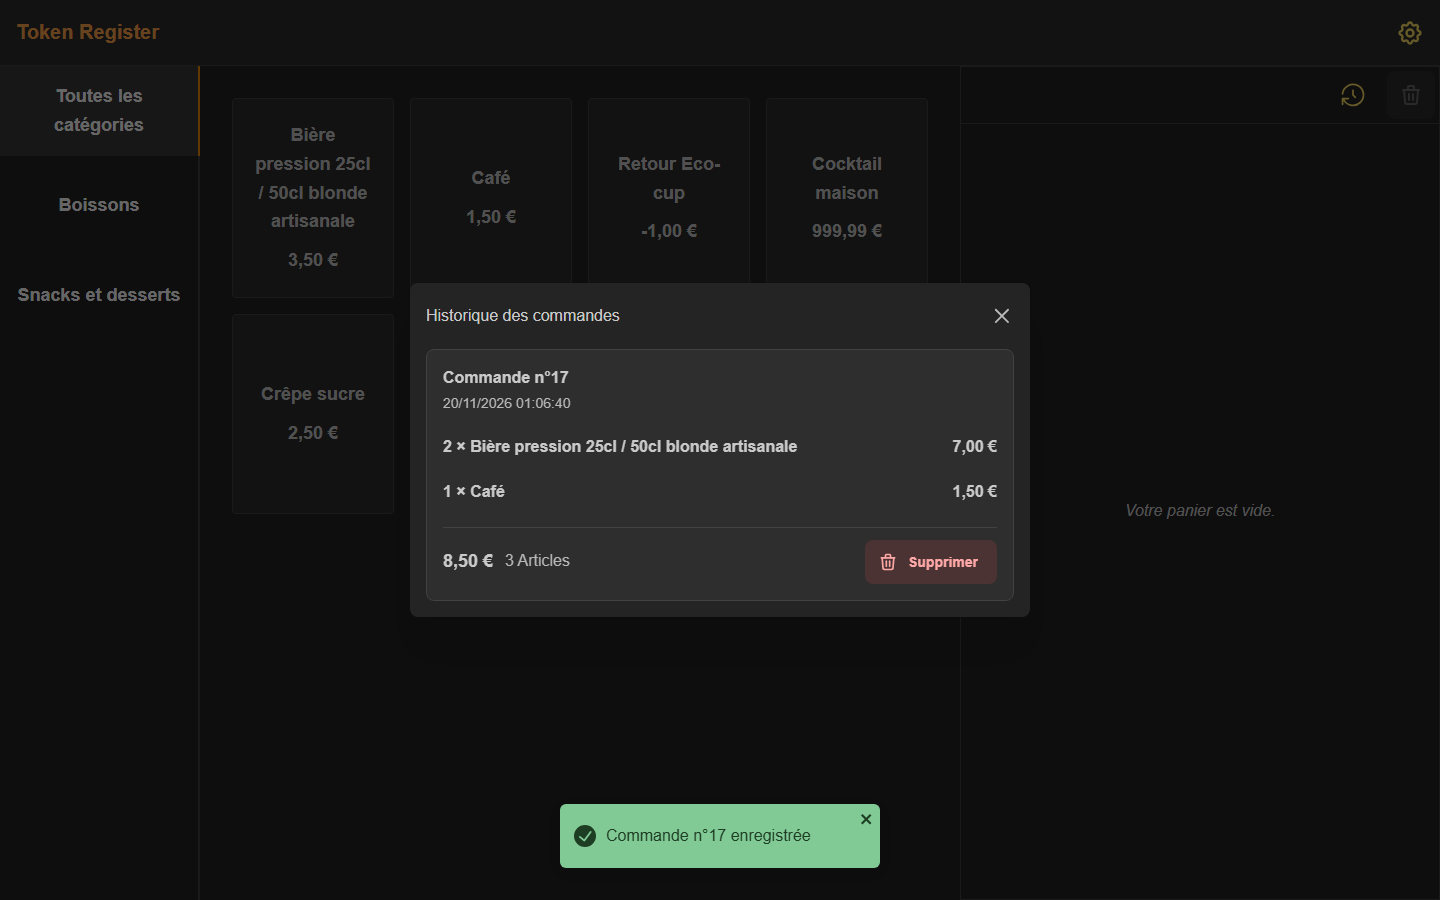 Token Register
Toutes les
catégories
Boissons
Snacks et desserts
Bière
pression 25cl
/ 50cl blonde
artisanale
3,50 €
Café
1,50 €
Retour Eco-
cup
-1,00 €
Cocktail
maison
999,99 €
Crêpe sucre
2,50 €
Votre panier est vide.
Historique des commandes
Commande n°17
20/11/2026 01:06:40
2 × Bière pression 25cl / 50cl blonde artisanale 7,00 €
1 × Café 1,50 €
8,50 € 3 Articles Supprimer
Commande n°17 enregistrée